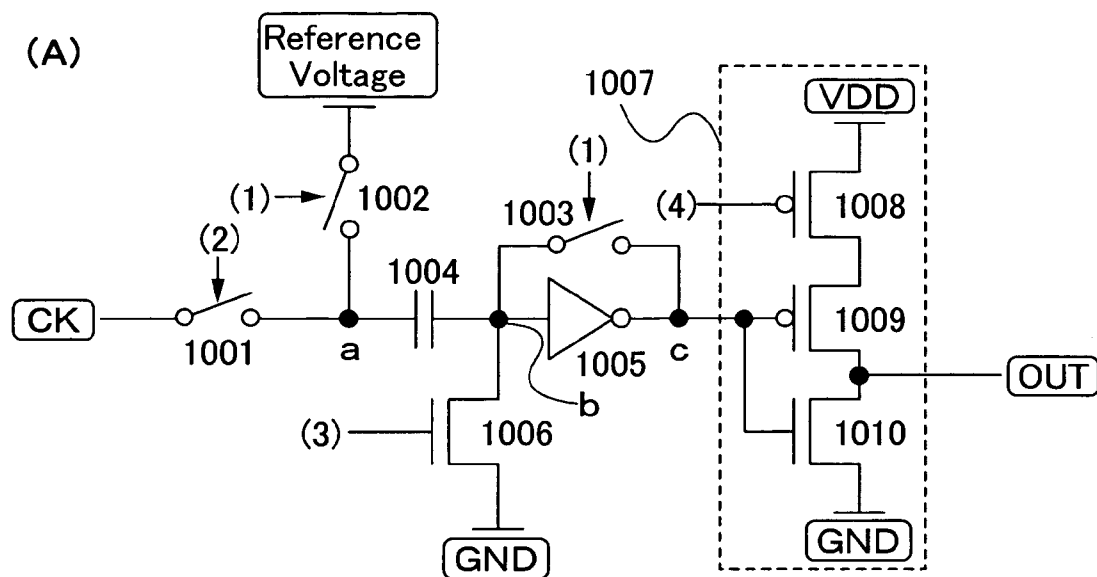 (A)
Reference
Voltage
1007
VDD
(1)
(1)
1002
1003
(4)
1008
(2)
1004
CK
1001
a
1005
c
1009
OUT
b
(3)
1006
1010
GND
GND